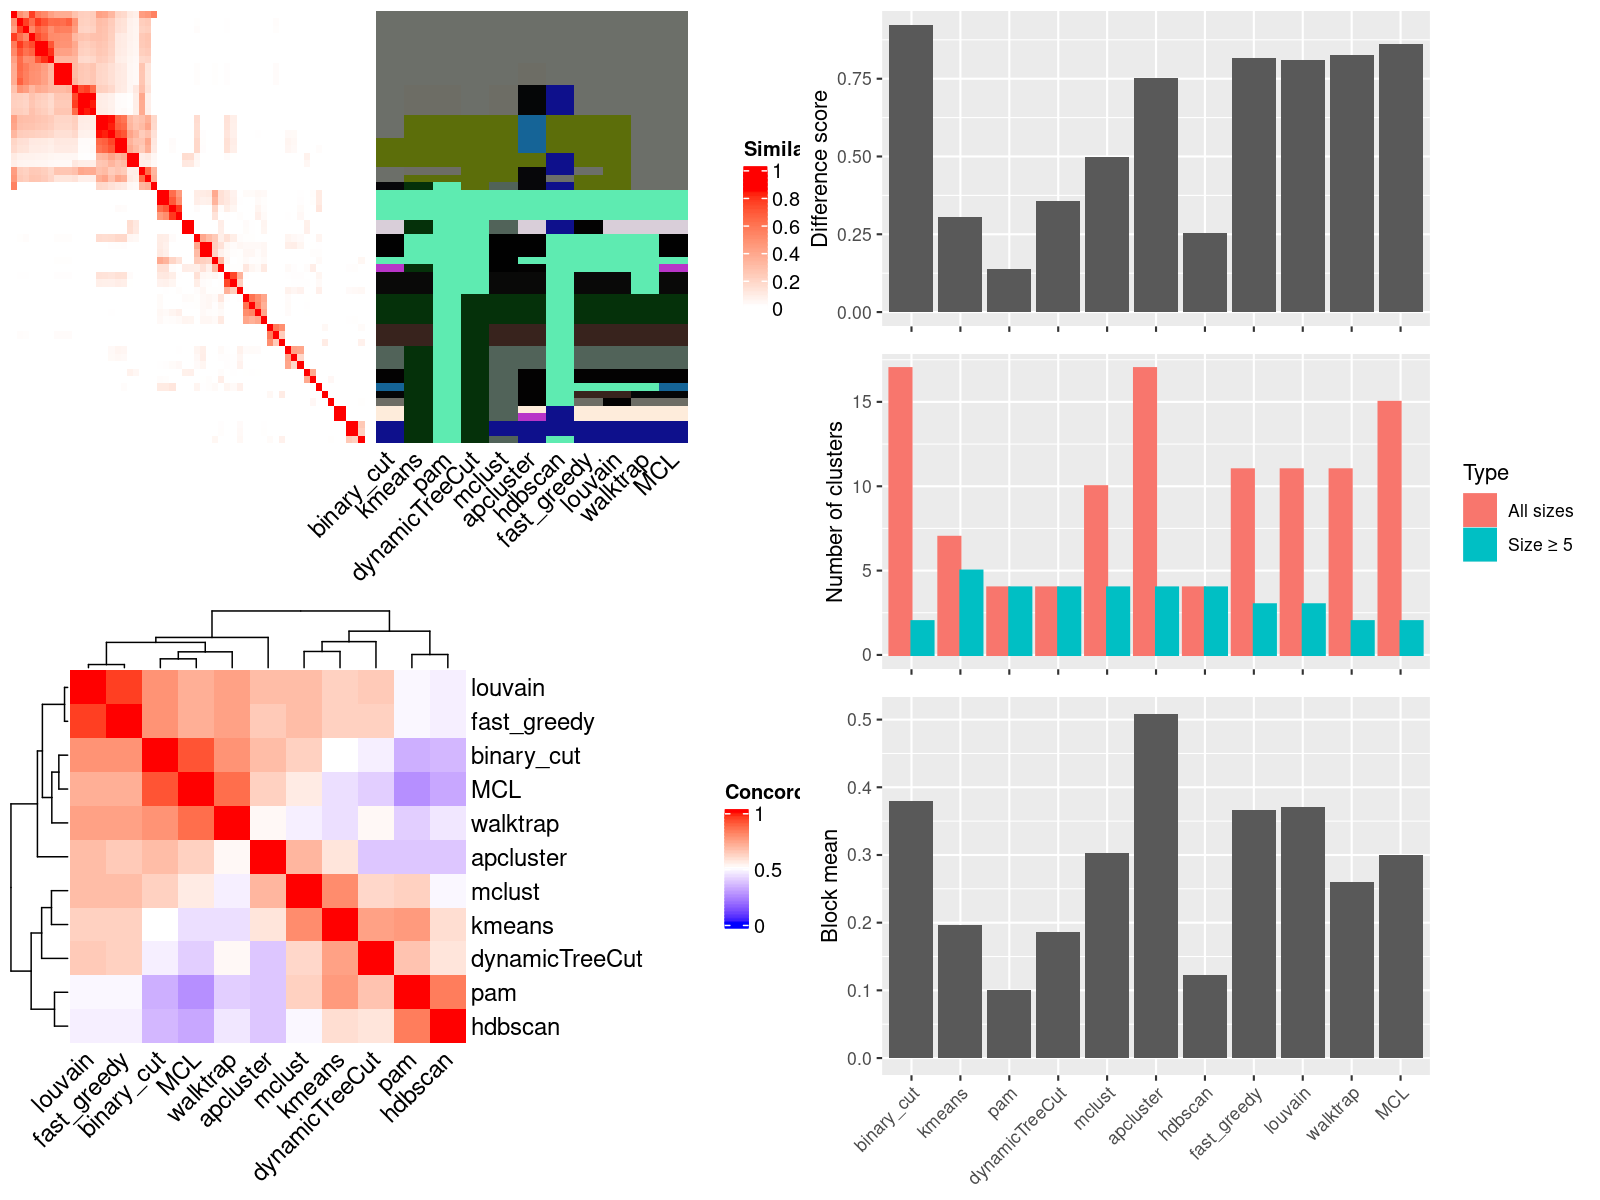 Simila
1
0.8
0.6
0.4
0.2
0
binary_cut
kmeans
pam
dynamicTreeCut
mclust
apcluster
hdbscan
fast_greedy
louvain
walktrap
MCL
louvain
fast_greedy
binary_cut
MCL
walktrap
apcluster
mclust
kmeans
dynamicTreeCut
pam
hdbscan
louvain
fast_greedy
binary_cut
MCL
walktrap
apcluster
mclust
kmeans
dynamicTreeCut
pam
hdbscan
Concord
1
0.5
0
Difference score
0.75
0.50
0.25
0.00
Number of clusters
15
10
5
0
Type
All sizes
Size ≥ 5
Block mean
0.5
0.4
0.3
0.2
0.1
0.0
binary_cut
kmeans
pam
dynamicTreeCut
mclust
apcluster
hdbscan
fast_greedy
louvain
walktrap
MCL